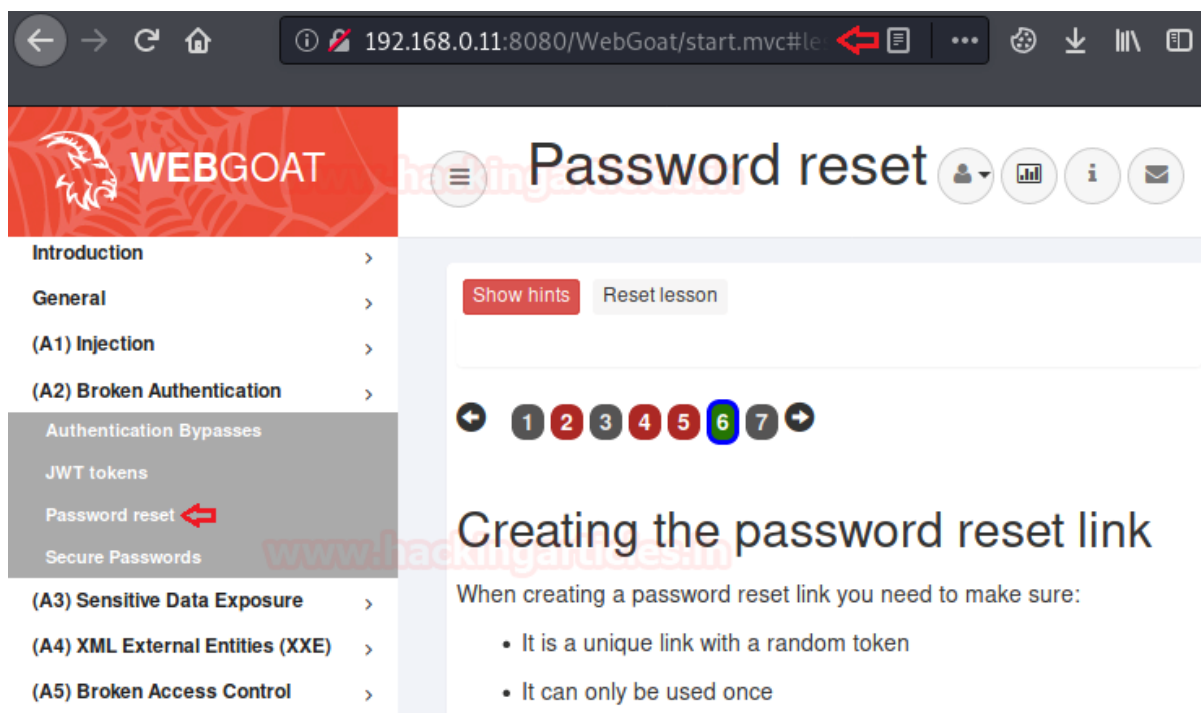 192.168.0.11:8080/WebGoat/start.mvc#le
WEBGOAT
Password reset
www.hackingarticles.in
Introduction
General
(A1) Injection
(A2) Broken Authentication
Authentication Bypasses
JWT tokens
Password reset
Secure Passwords
(A3) Sensitive Data Exposure
(A4) XML External Entities (XXE)
(A5) Broken Access Control
Show hints Reset lesson
1 2 3 4 5 6 7
Creating the password reset link
www.hackingarticles.in
When creating a password reset link you need to make sure:
• It is a unique link with a random token
• It can only be used once